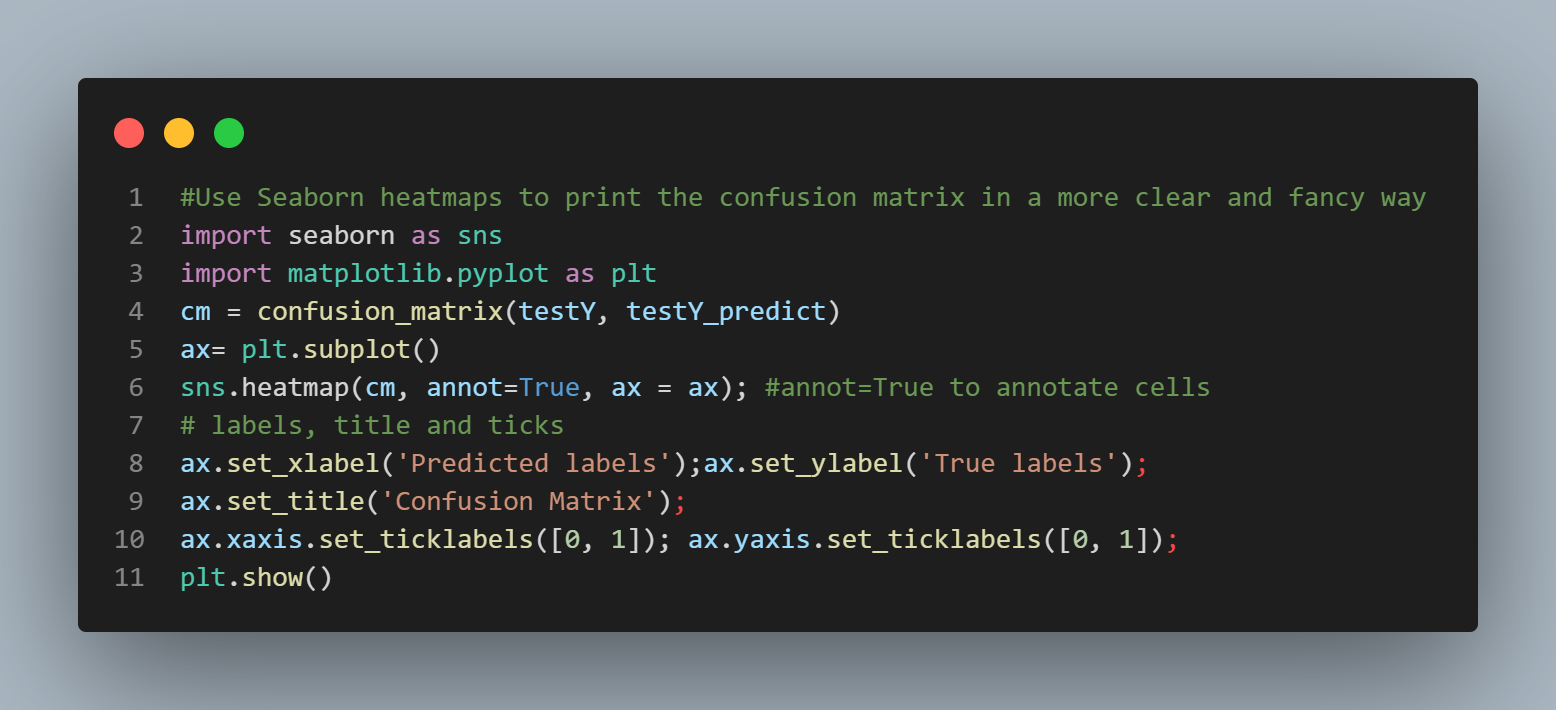 1 #Use Seaborn heatmaps to print the confusion matrix in a more clear and fancy way
2 import seaborn as sns
3 import matplotlib.pyplot as plt
4 cm = confusion_matrix(testY, testY_predict)
5 ax= plt.subplot()
6 sns.heatmap(cm, annot=True, ax = ax); #annot=True to annotate cells
7 # labels, title and ticks
8 ax.set_xlabel('Predicted labels');ax.set_ylabel('True labels');
9 ax.set_title('Confusion Matrix');
10 ax.xaxis.set_ticklabels([0, 1]); ax.yaxis.set_ticklabels([0, 1]);
11 plt.show()